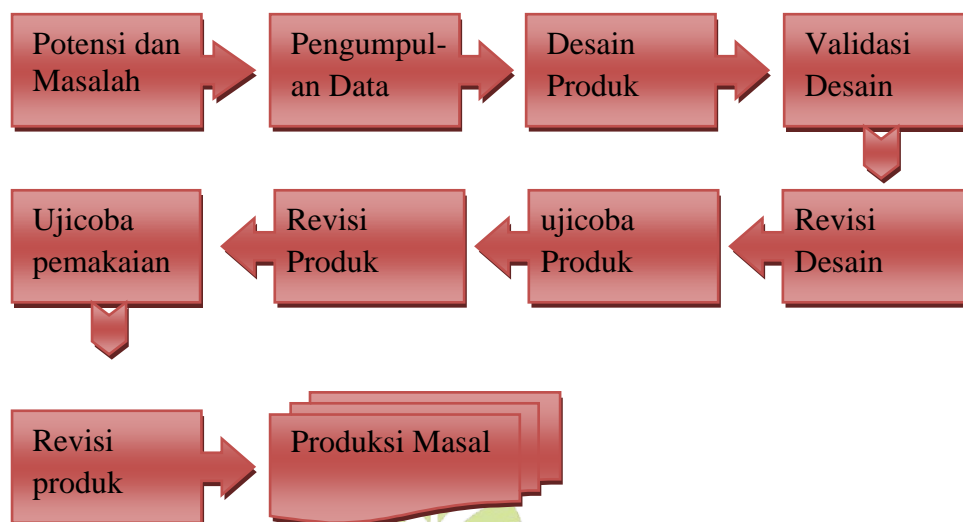 Potensi dan
Masalah
Pengumpul-
an Data
Desain
Produk
Validasi
Desain
Revisi
Desain
ujicoba
Produk
Revisi
Produk
Ujicoba
pemakaian
Revisi
produk
Produksi Masal